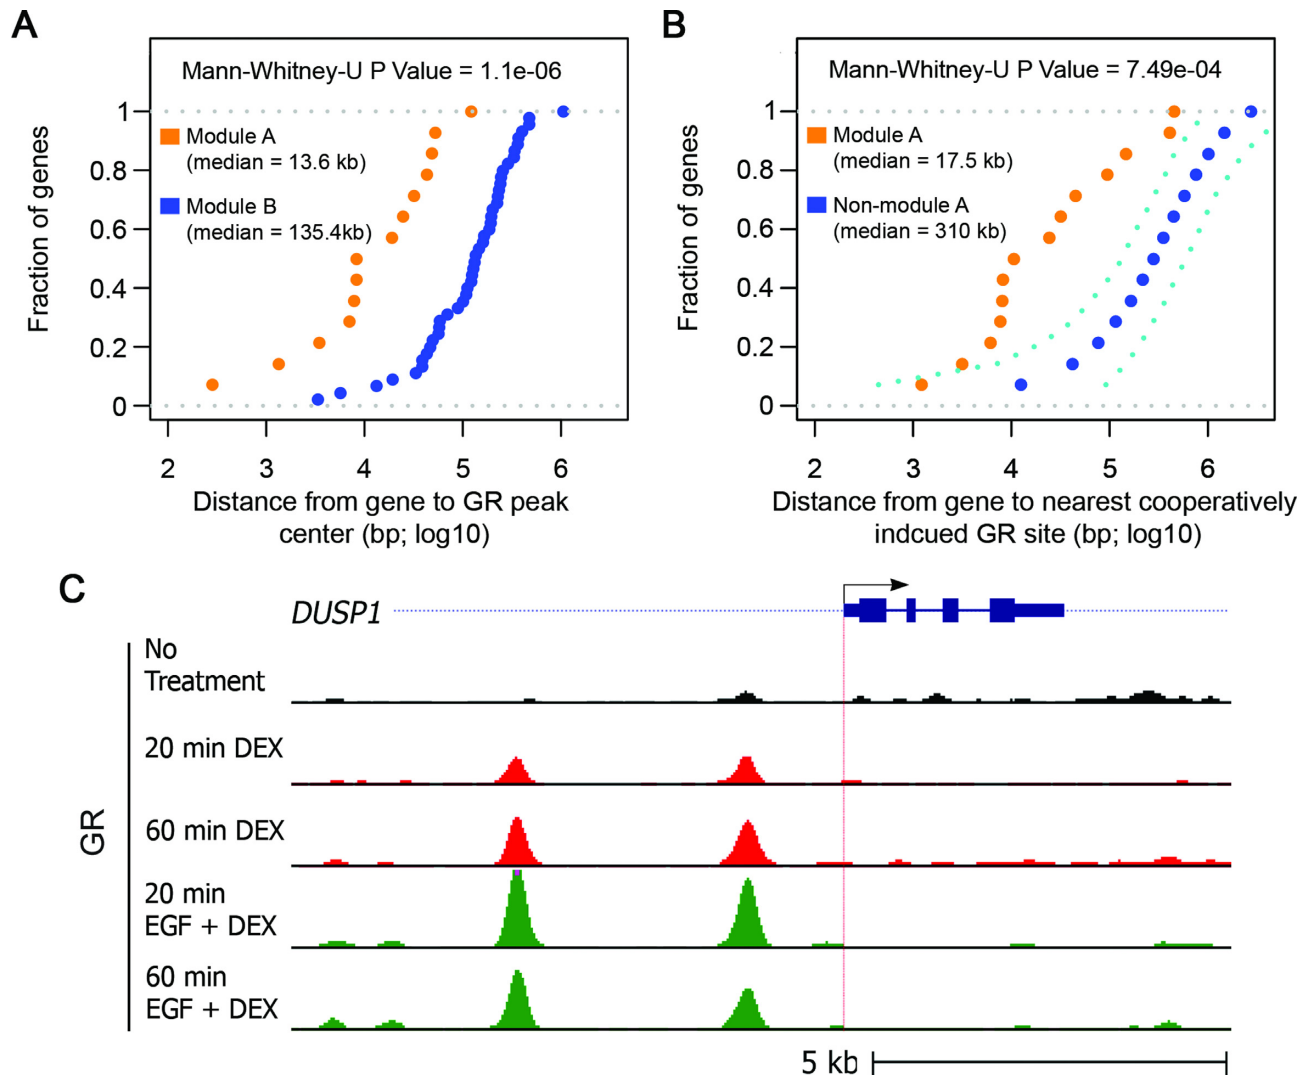 A
Mann-Whitney-U P Value = 1.1e-06
Module A
(median = 13.6 kb)
Module B
(median = 135.4kb)
Fraction of genes
1
0.8
0.6
0.4
0.2
0
2 3 4 5 6
Distance from gene to GR peak
center (bp; log10)
B
Mann-Whitney-U P Value = 7.49e-04
Module A
(median = 17.5 kb)
Non-module A
(median = 310 kb)
Fraction of genes
1
0.8
0.6
0.4
0.2
0
2 3 4 5 6
Distance from gene to nearest cooperatively
indcued GR site (bp; log10)
C
DUSP1
GR
No
Treatment
20 min DEX
60 min DEX
20 min
EGF + DEX
60 min
EGF + DEX
5 kb